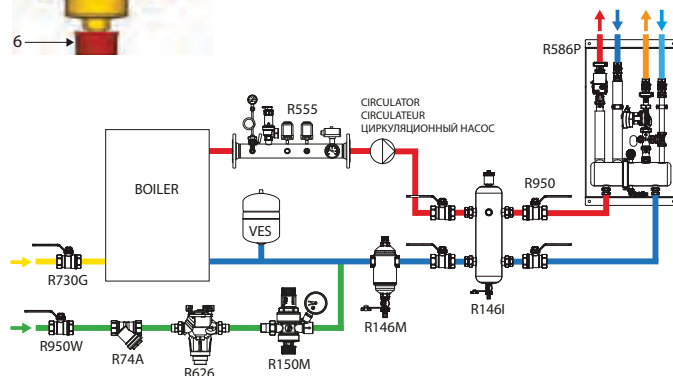 6
R586P
R555
CIRCULATOR
CIRCULATEUR
ЦИРКУЛЯЦИОННЫЙ НАСОС
BOILER
VES
R950
R730G
R146M
R146I
R950W
R74A
R626
R150M